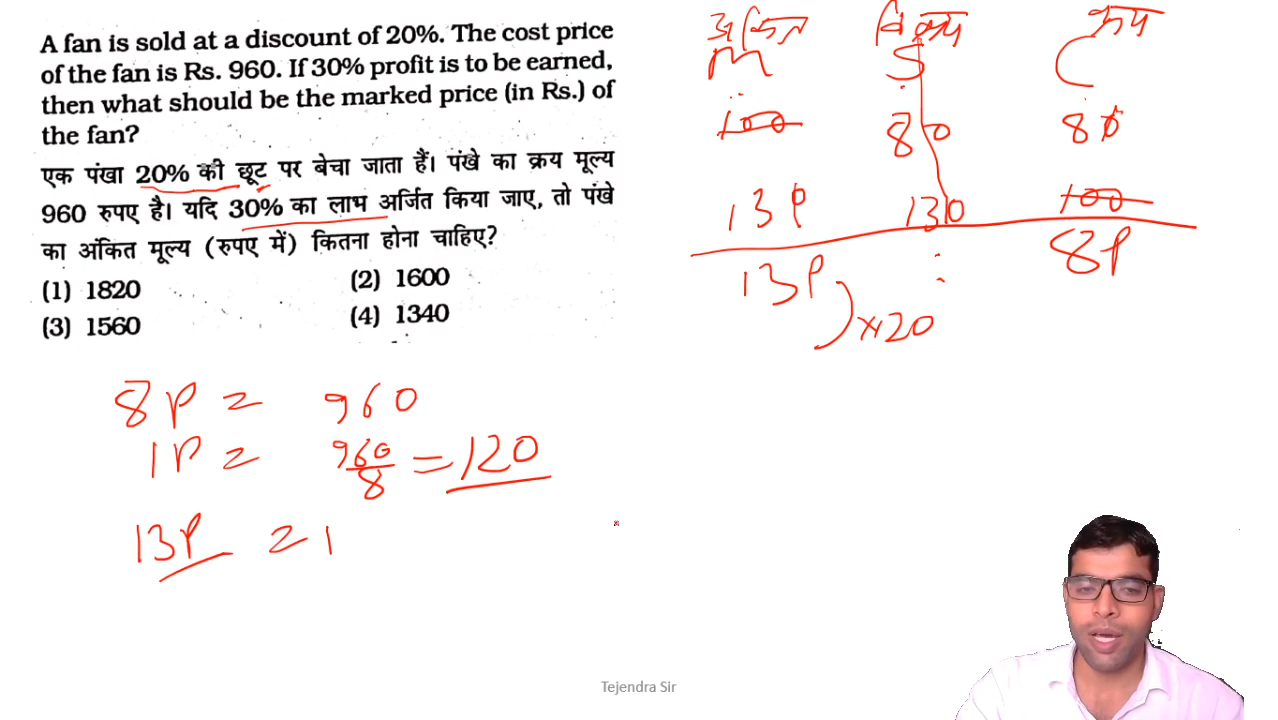 A fan is sold at a discount of 20%. The cost price
of the fan is Rs. 960. If 30% profit is to be earned,
then what should be the marked price (in Rs.) of
the fan?
एक पंखा 20% की छूट पर बेचा जाता हैं। पंखे का क्रय मूल्य
960 रुपए है। यदि 30% का लाभ अर्जित किया जाए, तो पंखे
का अंकित मूल्य (रुपए में) कितना होना चाहिए?
(1) 1820 (2) 1600
(3) 1560 (4) 1340
अंकित विक्रय क्रय
M S C
100 80 80
13P 130 100
13P : 8P
×20
8P = 960
1P = 960/8 = 120
13P = 1
Tejendra Sir